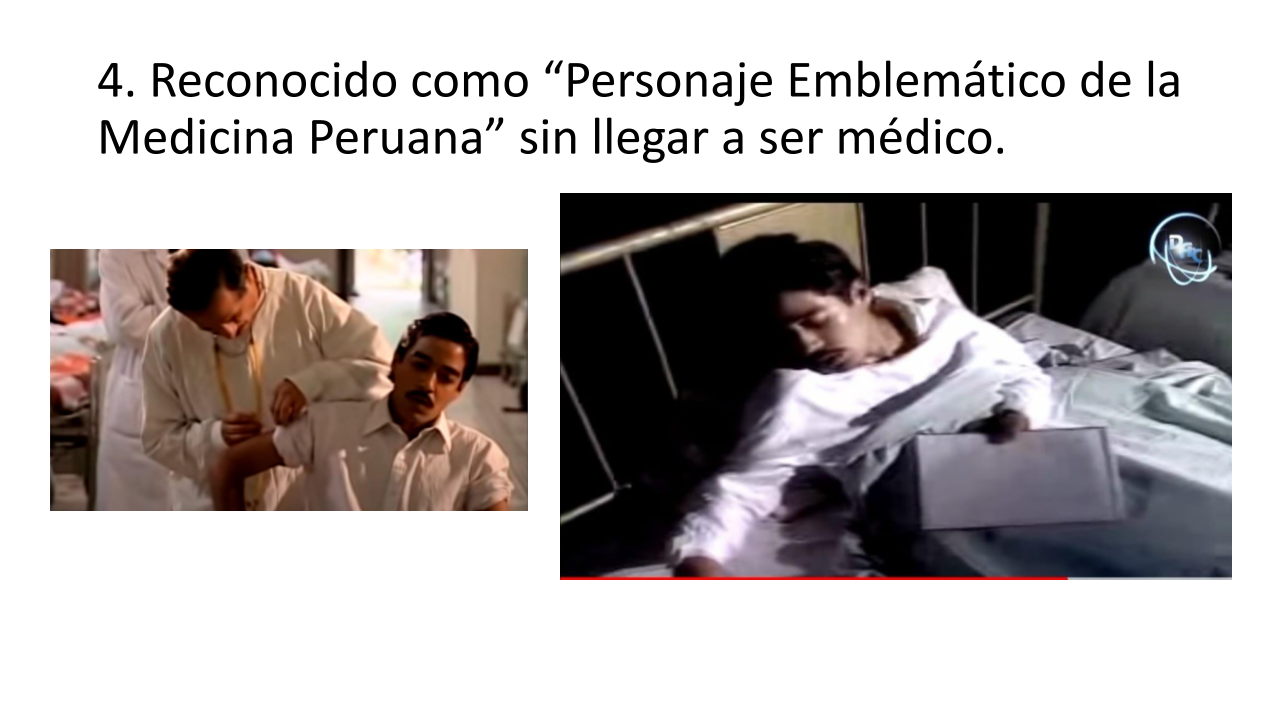 4. Reconocido como “Personaje Emblemático de la
Medicina Peruana” sin llegar a ser médico.